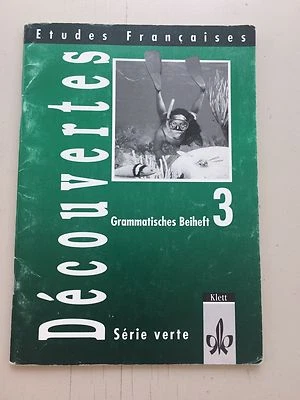 Etudes Françaises
Découvertes
Grammatisches Beiheft 3
Série verte
Klett